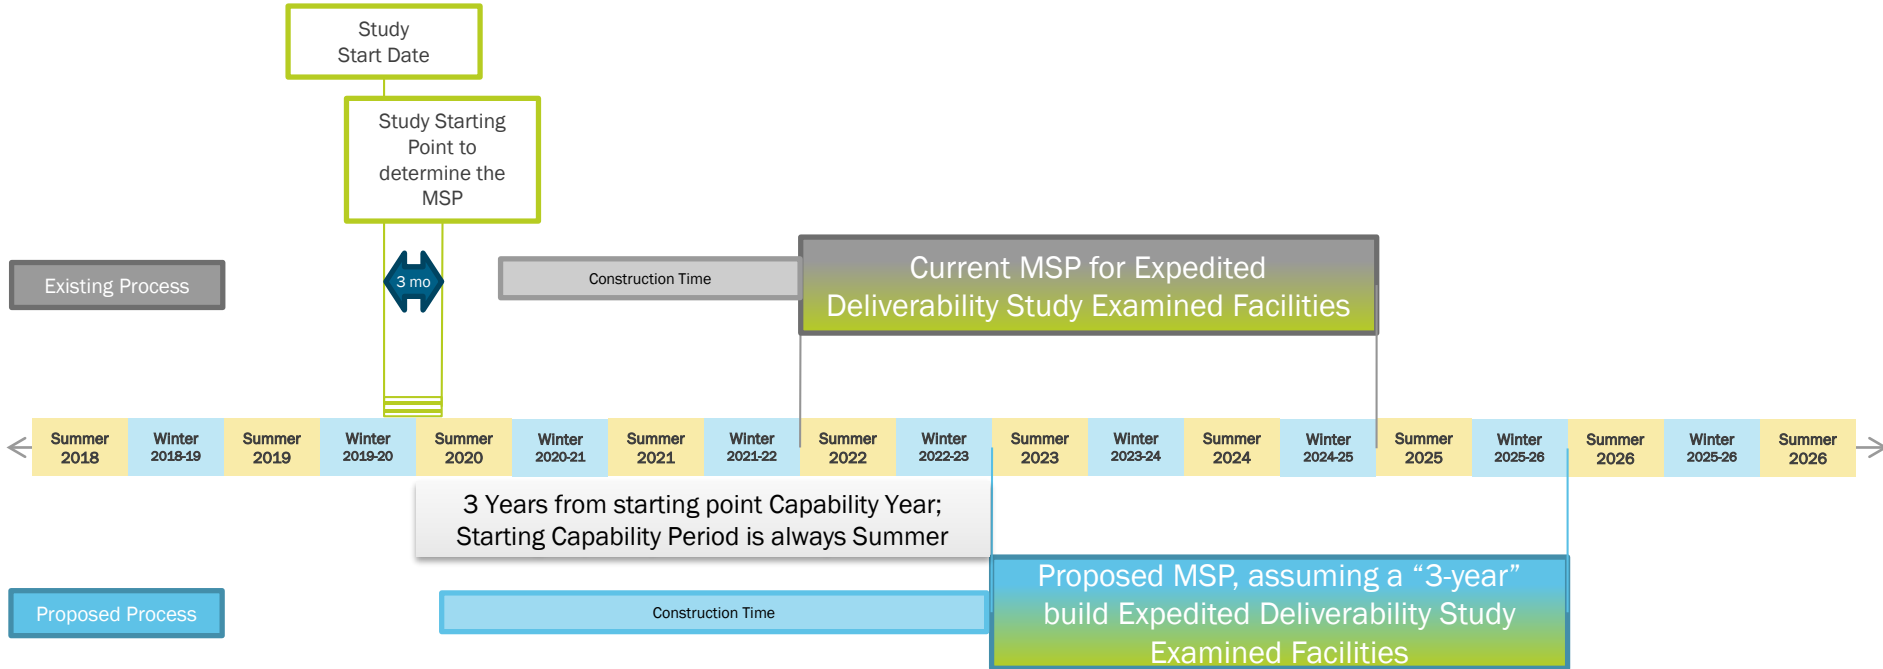 Study
Start Date
Study Starting
Point to
determine the
MSP
Existing Process
3 mo
Construction Time
Current MSP for Expedited
Deliverability Study Examined Facilities
Summer
2018
Winter
2018-19
Summer
2019
Winter
2019-20
Summer
2020
Winter
2020-21
Summer
2021
Winter
2021-22
Summer
2022
Winter
2022-23
Summer
2023
Winter
2023-24
Summer
2024
Winter
2024-25
Summer
2025
Winter
2025-26
Summer
2026
Winter
2025-26
Summer
2026
3 Years from starting point Capability Year;
Starting Capability Period is always Summer
Proposed Process
Construction Time
Proposed MSP, assuming a “3-year”
build Expedited Deliverability Study
Examined Facilities